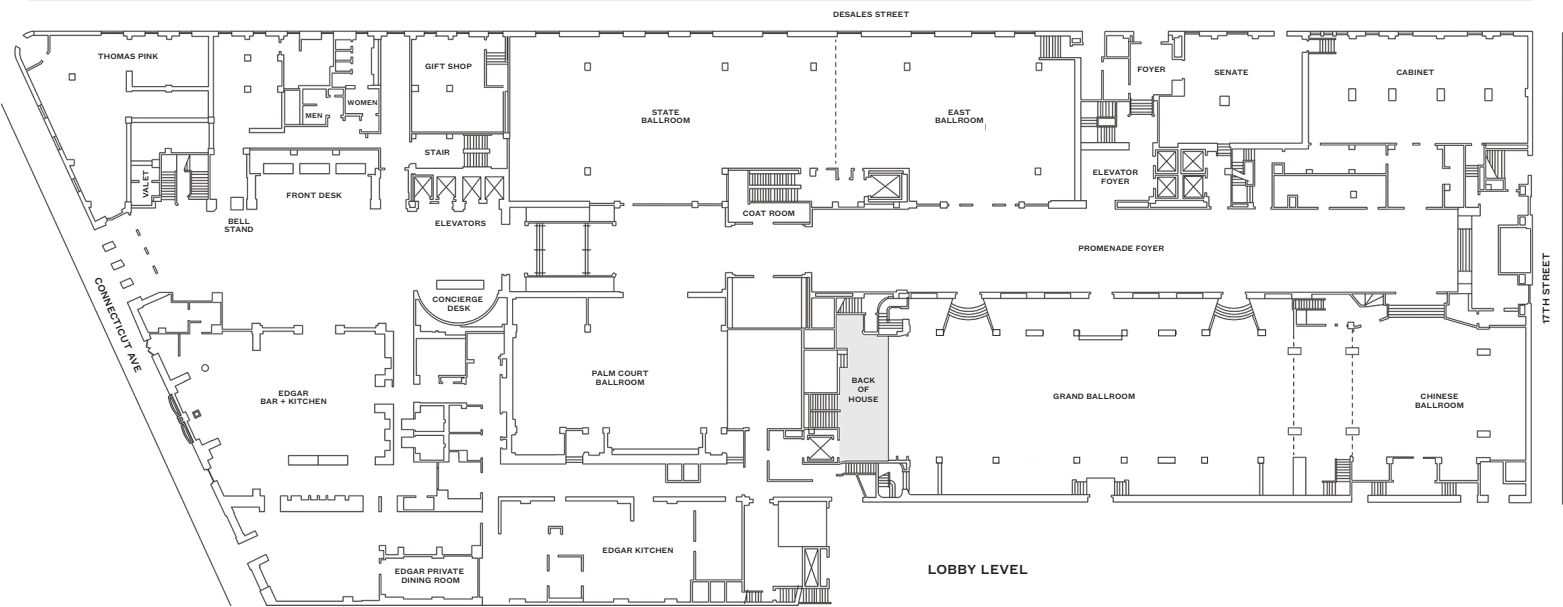 DESALES STREET
THOMAS PINK
GIFT SHOP
WOMEN
MEN
STATE
BALLROOM
EAST
BALLROOM
FOYER
SENATE
CABINET
STAIR
VALET
FRONT DESK
BELL
STAND
ELEVATORS
COAT ROOM
ELEVATOR
FOYER
PROMENADE FOYER
17TH STREET
CONNECTICUT AVE
CONCIERGE
DESK
EDGAR
BAR + KITCHEN
PALM COURT
BALLROOM
BACK
OF
HOUSE
GRAND BALLROOM
CHINESE
BALLROOM
EDGAR KITCHEN
EDGAR PRIVATE
DINING ROOM
LOBBY LEVEL